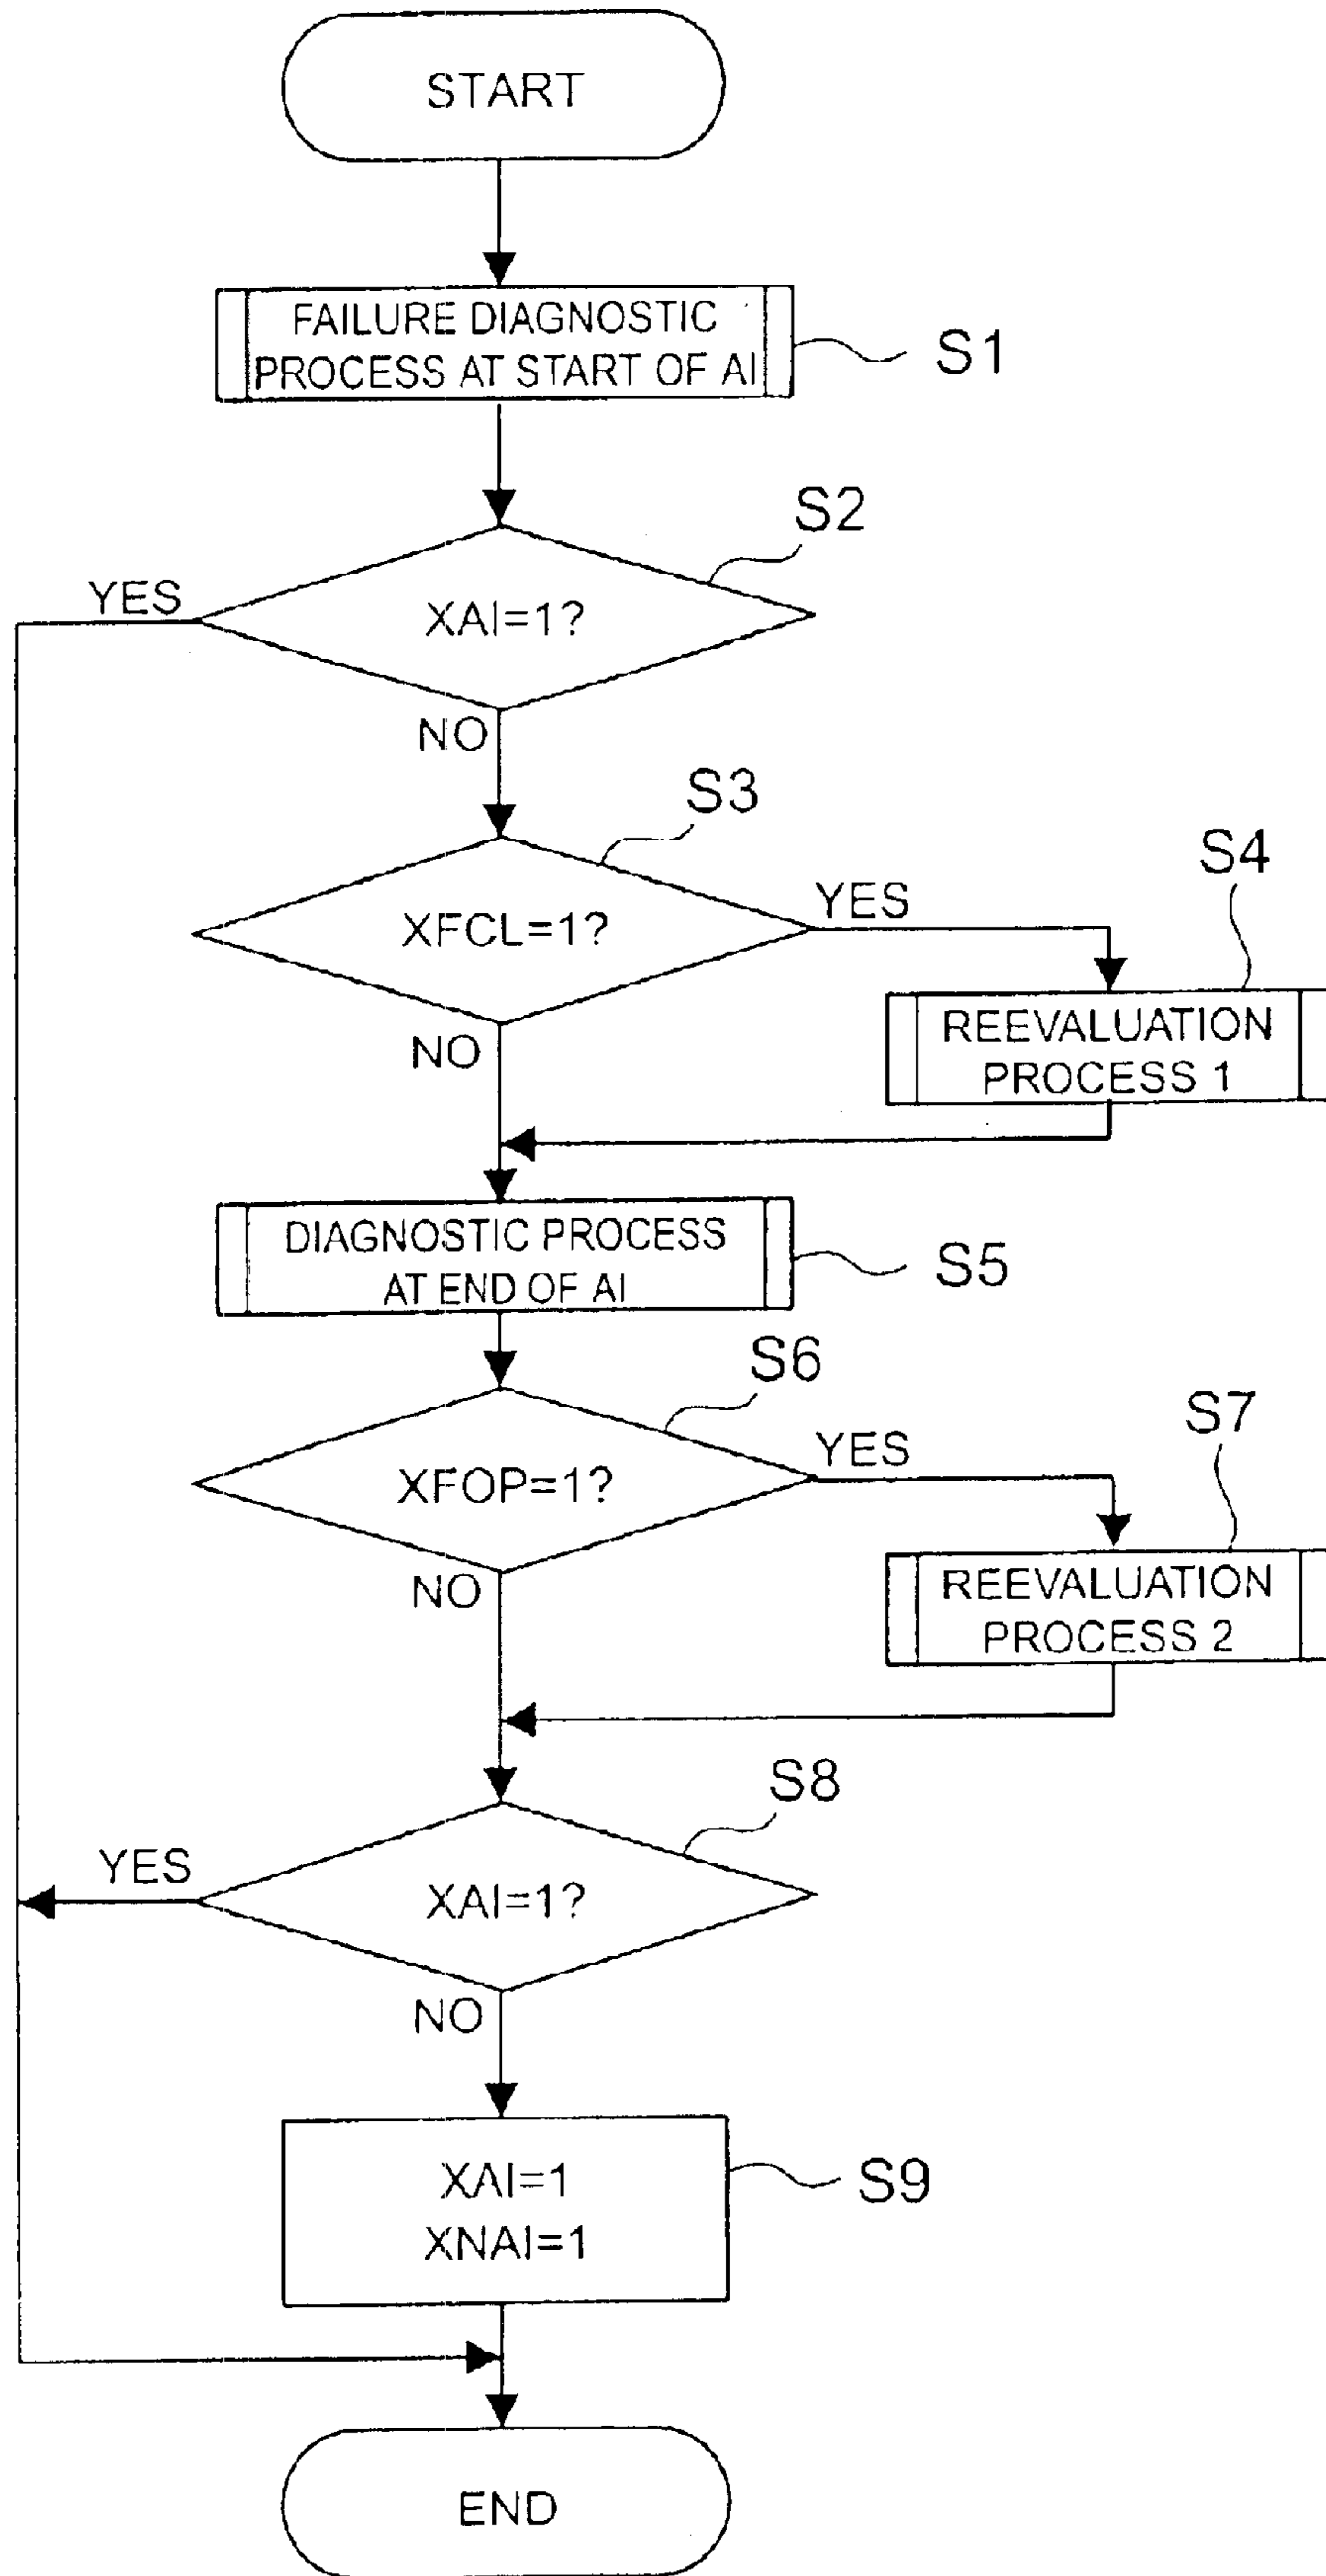 START
FAILURE DIAGNOSTIC
PROCESS AT START OF AI
S1
S2
YES
XAI=1?
NO
S3
XFCL=1?
YES
S4
NO
REEVALUATION
PROCESS 1
DIAGNOSTIC PROCESS
AT END OF AI
S5
S6
XFOP=1?
YES
S7
NO
REEVALUATION
PROCESS 2
S8
YES
XAI=1?
NO
XAI=1
XNAI=1
S9
END